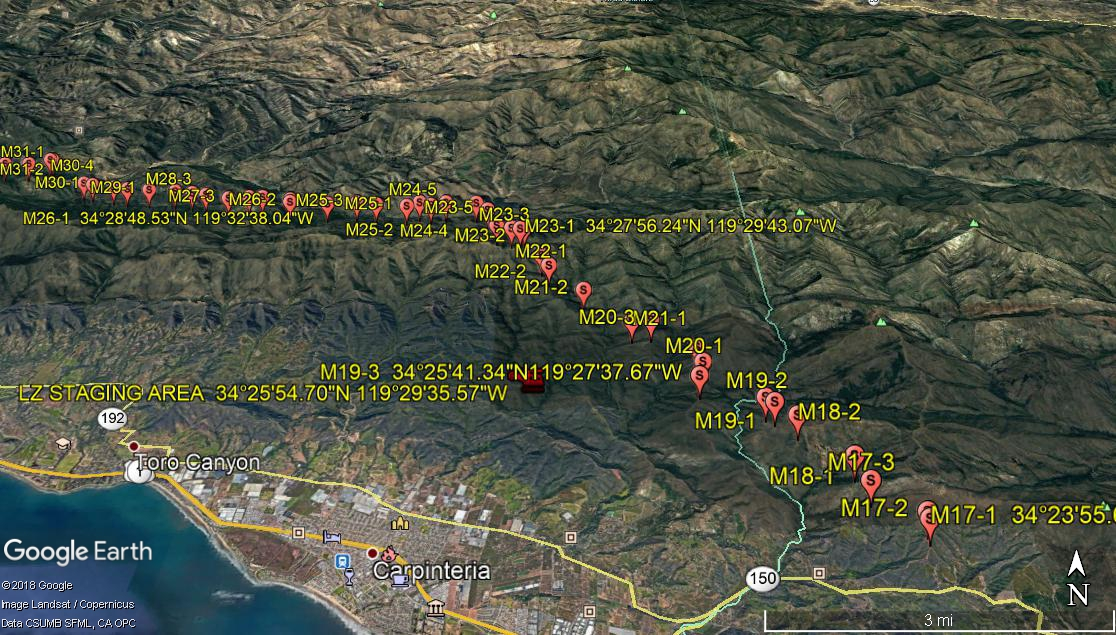 M31-1
M31-2
M30-4
M30-1
M29-1
M28-3
M27-3
M26-2
M25-3
M25-1
M24-5
M23-5
M23-3
M26-1 34°28'48.53"N 119°32'38.04"W
M25-2
M24-4
M23-2
M23-1 34°27'56.24"N 119°29'43.07"W
M22-1
M22-2
M21-2
M20-3
M21-1
M20-1
M19-3 34°25'41.34"N119°27'37.67"W
M19-2
LZ STAGING AREA 34°25'54.70"N 119°29'35.57"W
M19-1
M18-2
192
Toro Canyon
1
M17-3
M18-1
M17-2
M17-1 34°23'55.
Google Earth
Carpinteria
150
©2018 Google
Image Landsat / Copernicus
Data CSUMB SFML, CA OPC
N
3 mi